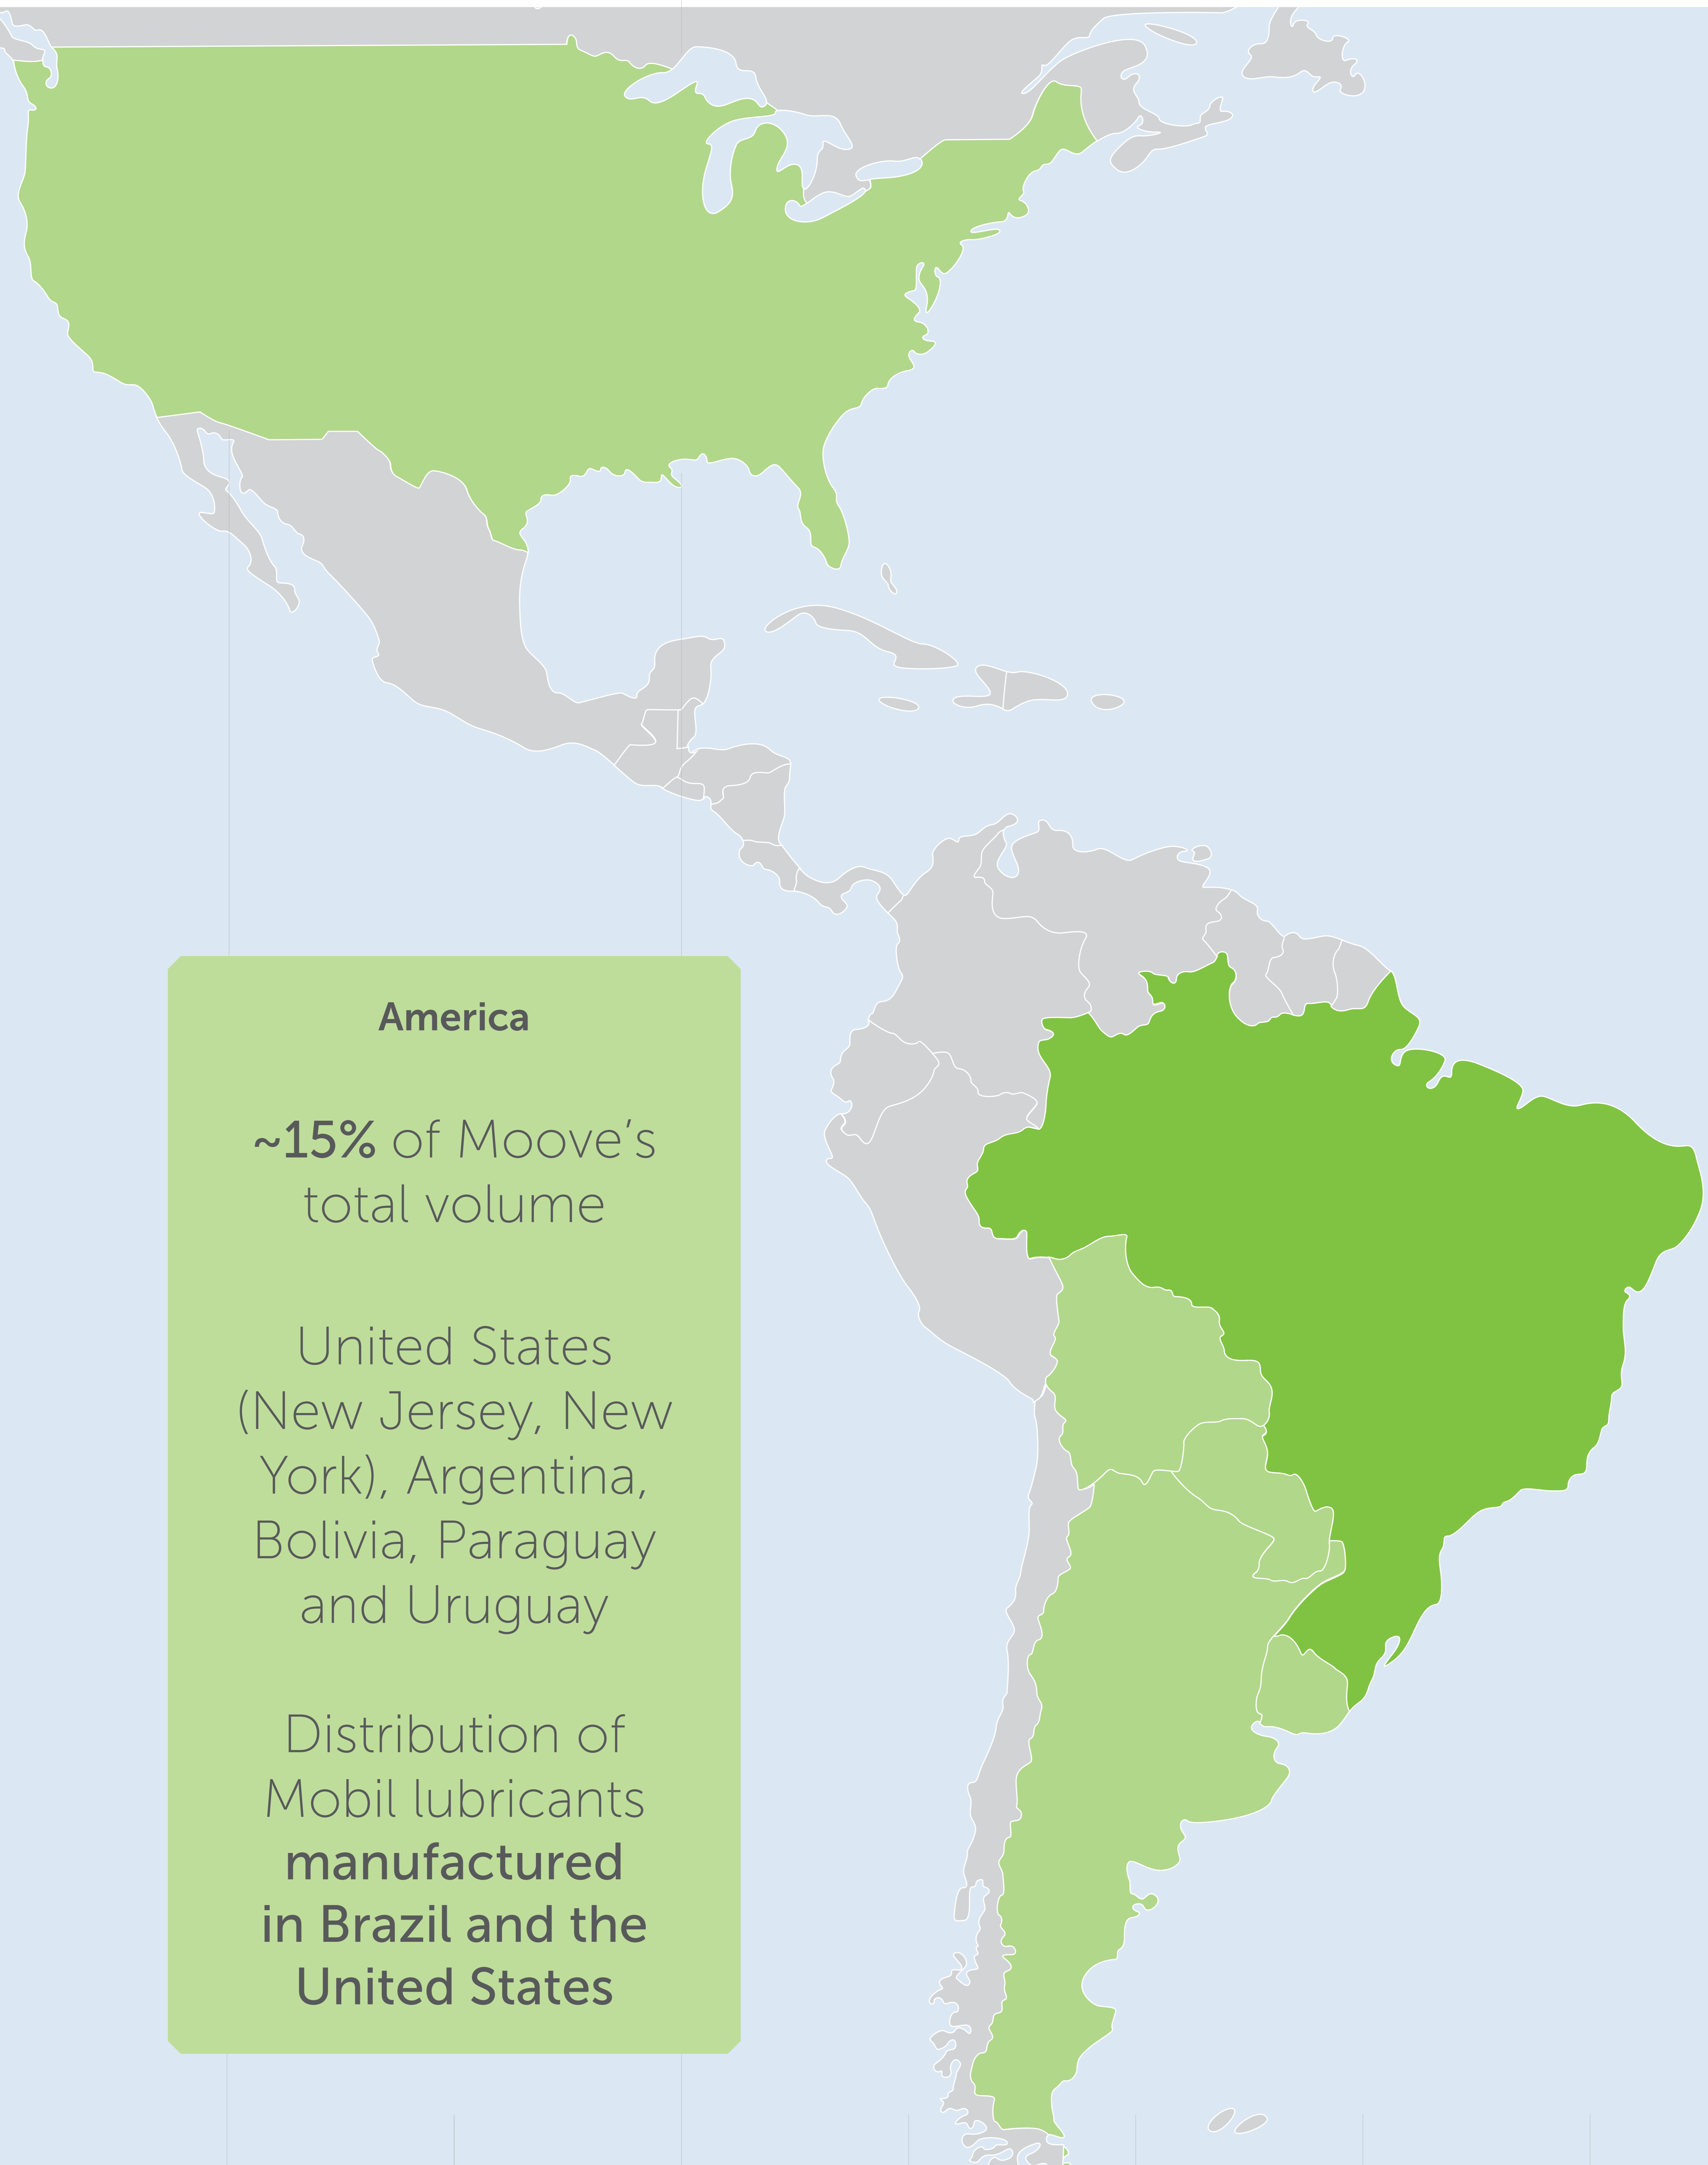 America
~15% of Moove’s
total volume
United States
(New Jersey, New
York), Argentina,
Bolivia, Paraguay
and Uruguay
Distribution of
Mobil lubricants
manufactured
in Brazil and the
United States